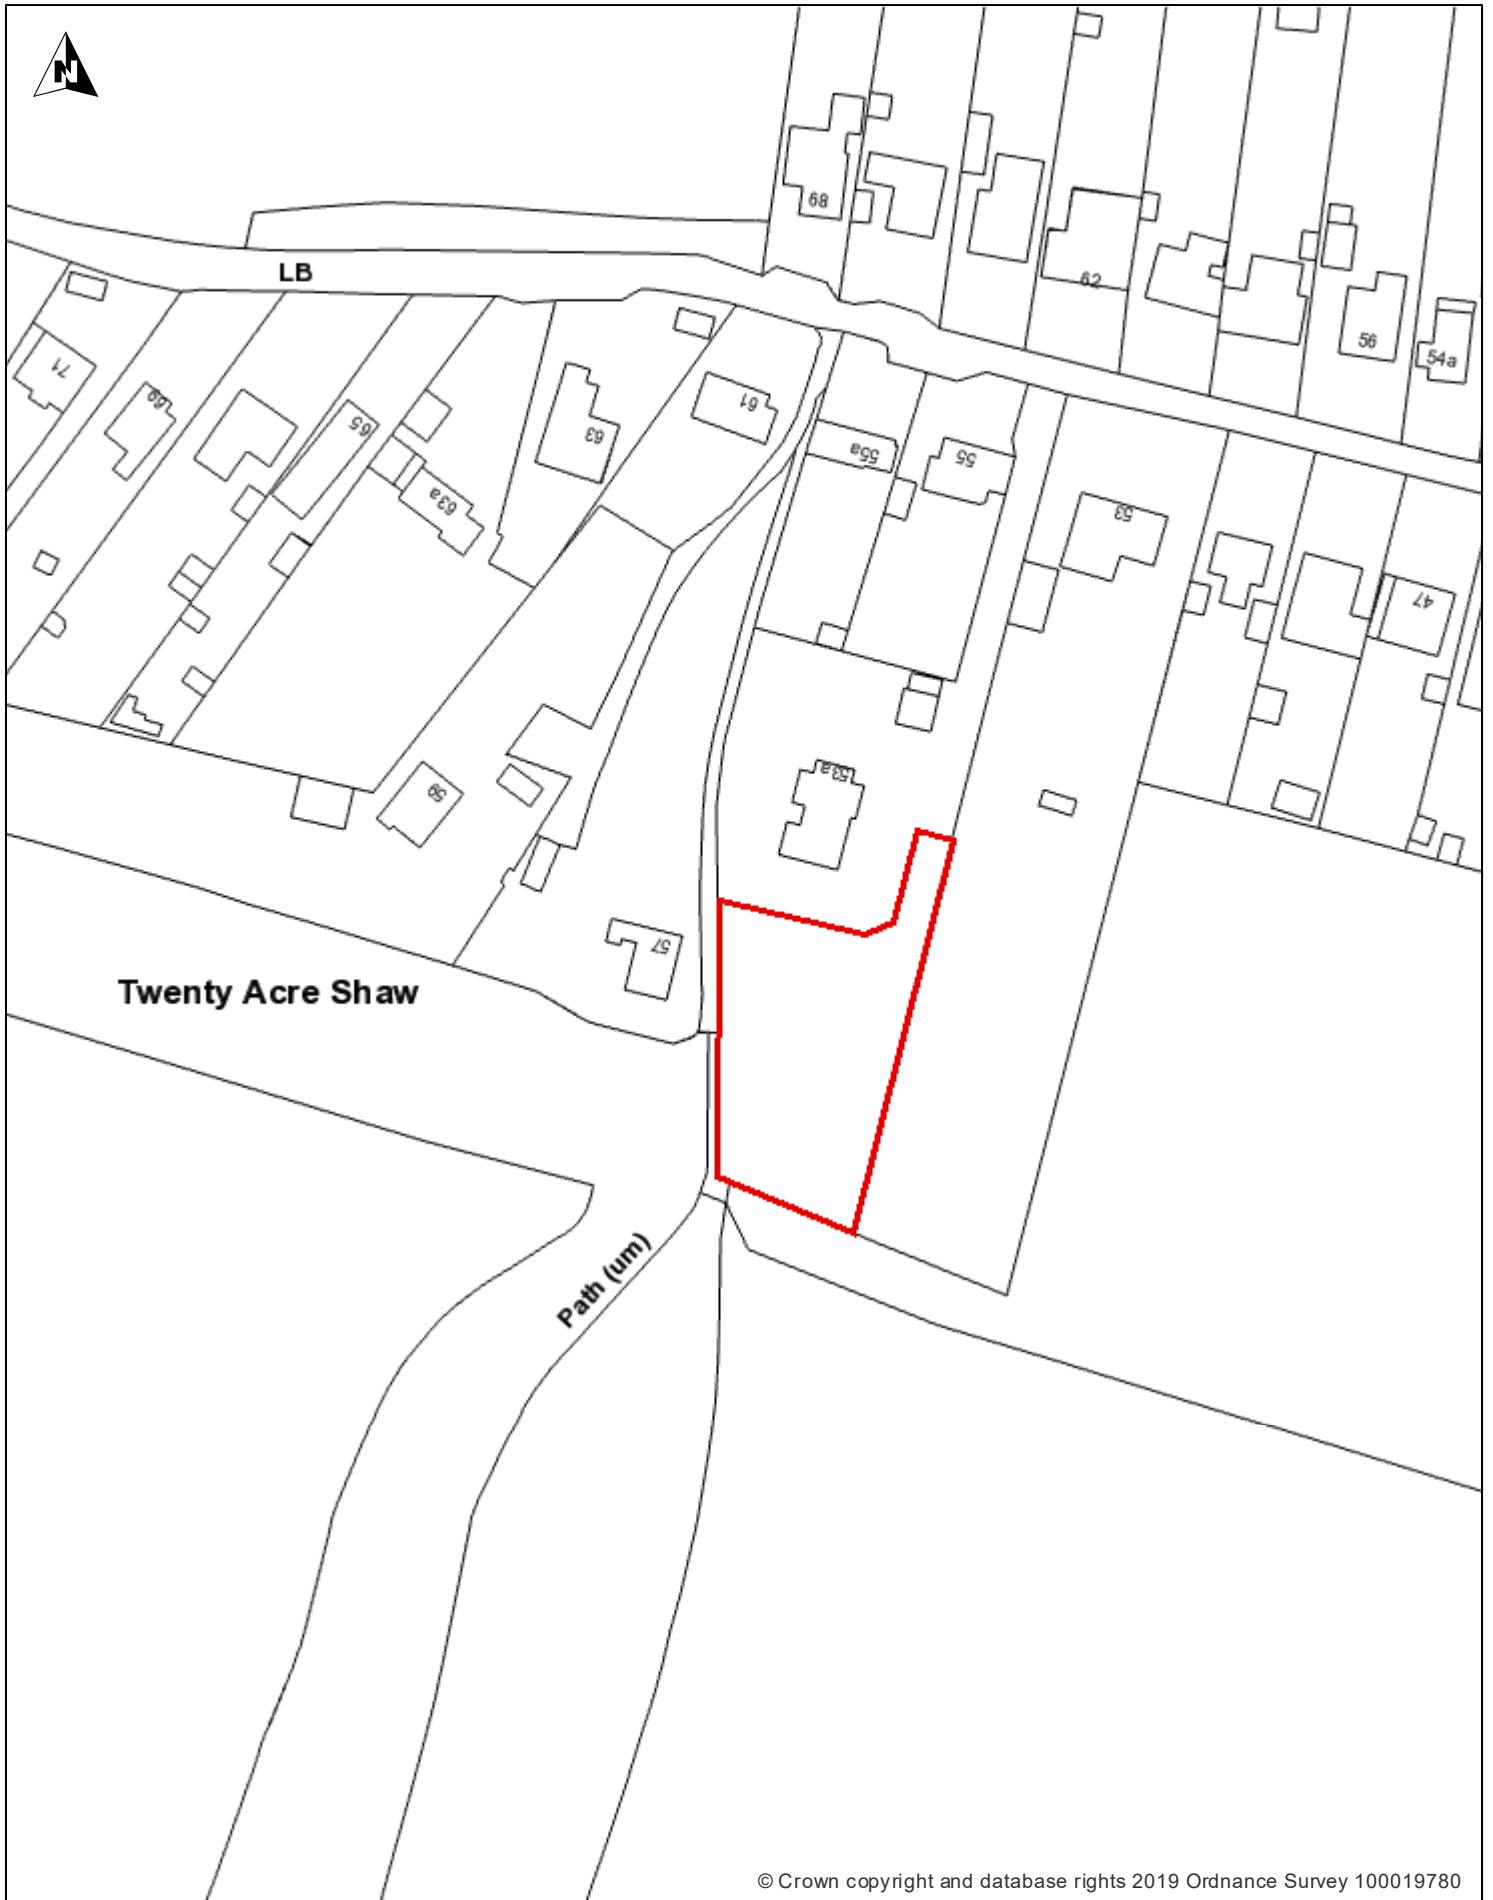 N
68
LB
62
56
54a
71
69
65
63
61
63a
55a
55
53
47
53a
59
57
Twenty Acre Shaw
Path (um)
© Crown copyright and database rights 2019 Ordnance Survey 100019780